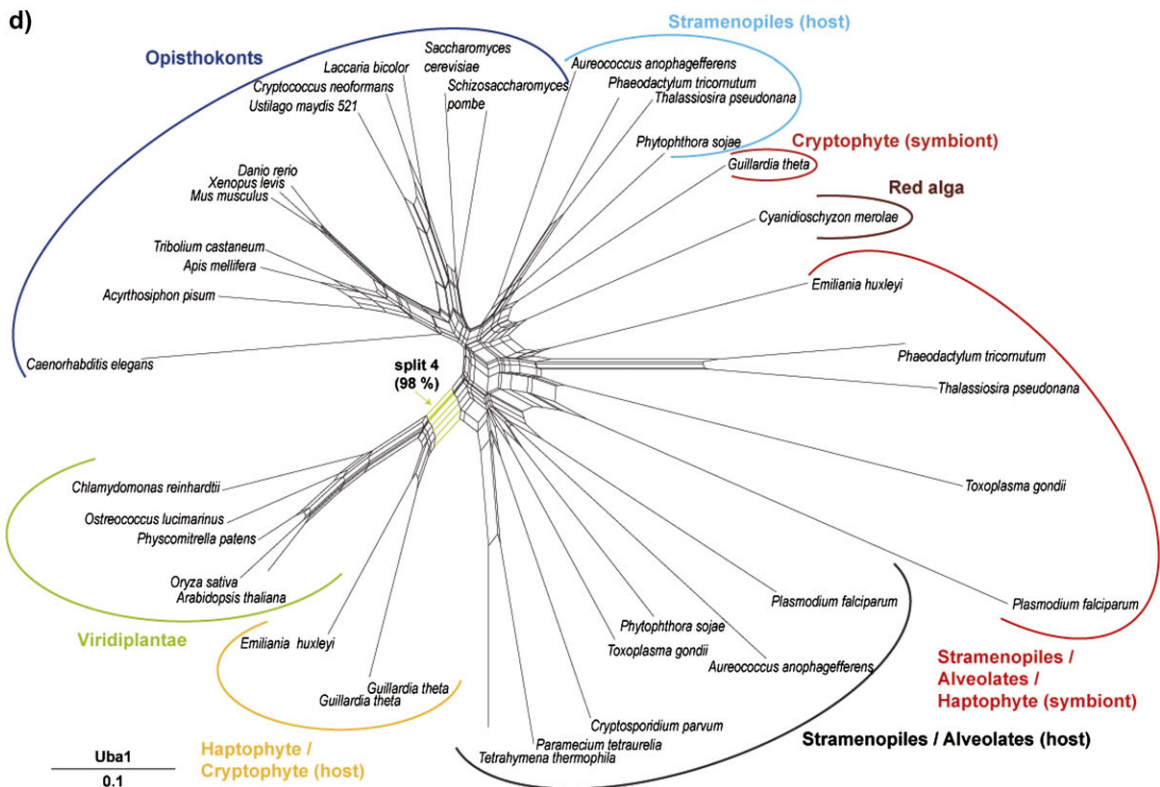 d)
Stramenopiles (host)
Opisthokonts
Saccharomyces
cerevisiae
Laccaria bicolor
Cryptococcus neoformans
Ustilago maydis 521
Schizosaccharomyces
pombe
Aureococcus anophagefferens
Phaeodactylum tricornutum
Thalassiosira pseudonana
Phytophthora sojae
Cryptophyte (symbiont)
Guillardia theta
Red alga
Cyanidioschyzon merolae
Danio rerio
Xenopus levis
Mus musculus
Tribolium castaneum
Apis mellifera
Acyrthosiphon pisum
Caenorhabditis elegans
Emiliania huxleyi
Phaeodactylum tricornutum
Thalassiosira pseudonana
Toxoplasma gondii
Plasmodium falciparum
Stramenopiles /
Alveolates /
Haptophyte (symbiont)
split 4
(98 %)
Chlamydomonas reinhardtii
Ostreococcus lucimarinus
Physcomitrella patens
Oryza sativa
Arabidopsis thaliana
Viridiplantae
Emiliania huxleyi
Guillardia theta
Guillardia theta
Haptophyte /
Cryptophyte (host)
Plasmodium falciparum
Phytophthora sojae
Toxoplasma gondii
Aureococcus anophagefferens
Cryptosporidium parvum
Paramecium tetraurelia
Tetrahymena thermophila
Stramenopiles / Alveolates (host)
Uba1
0.1